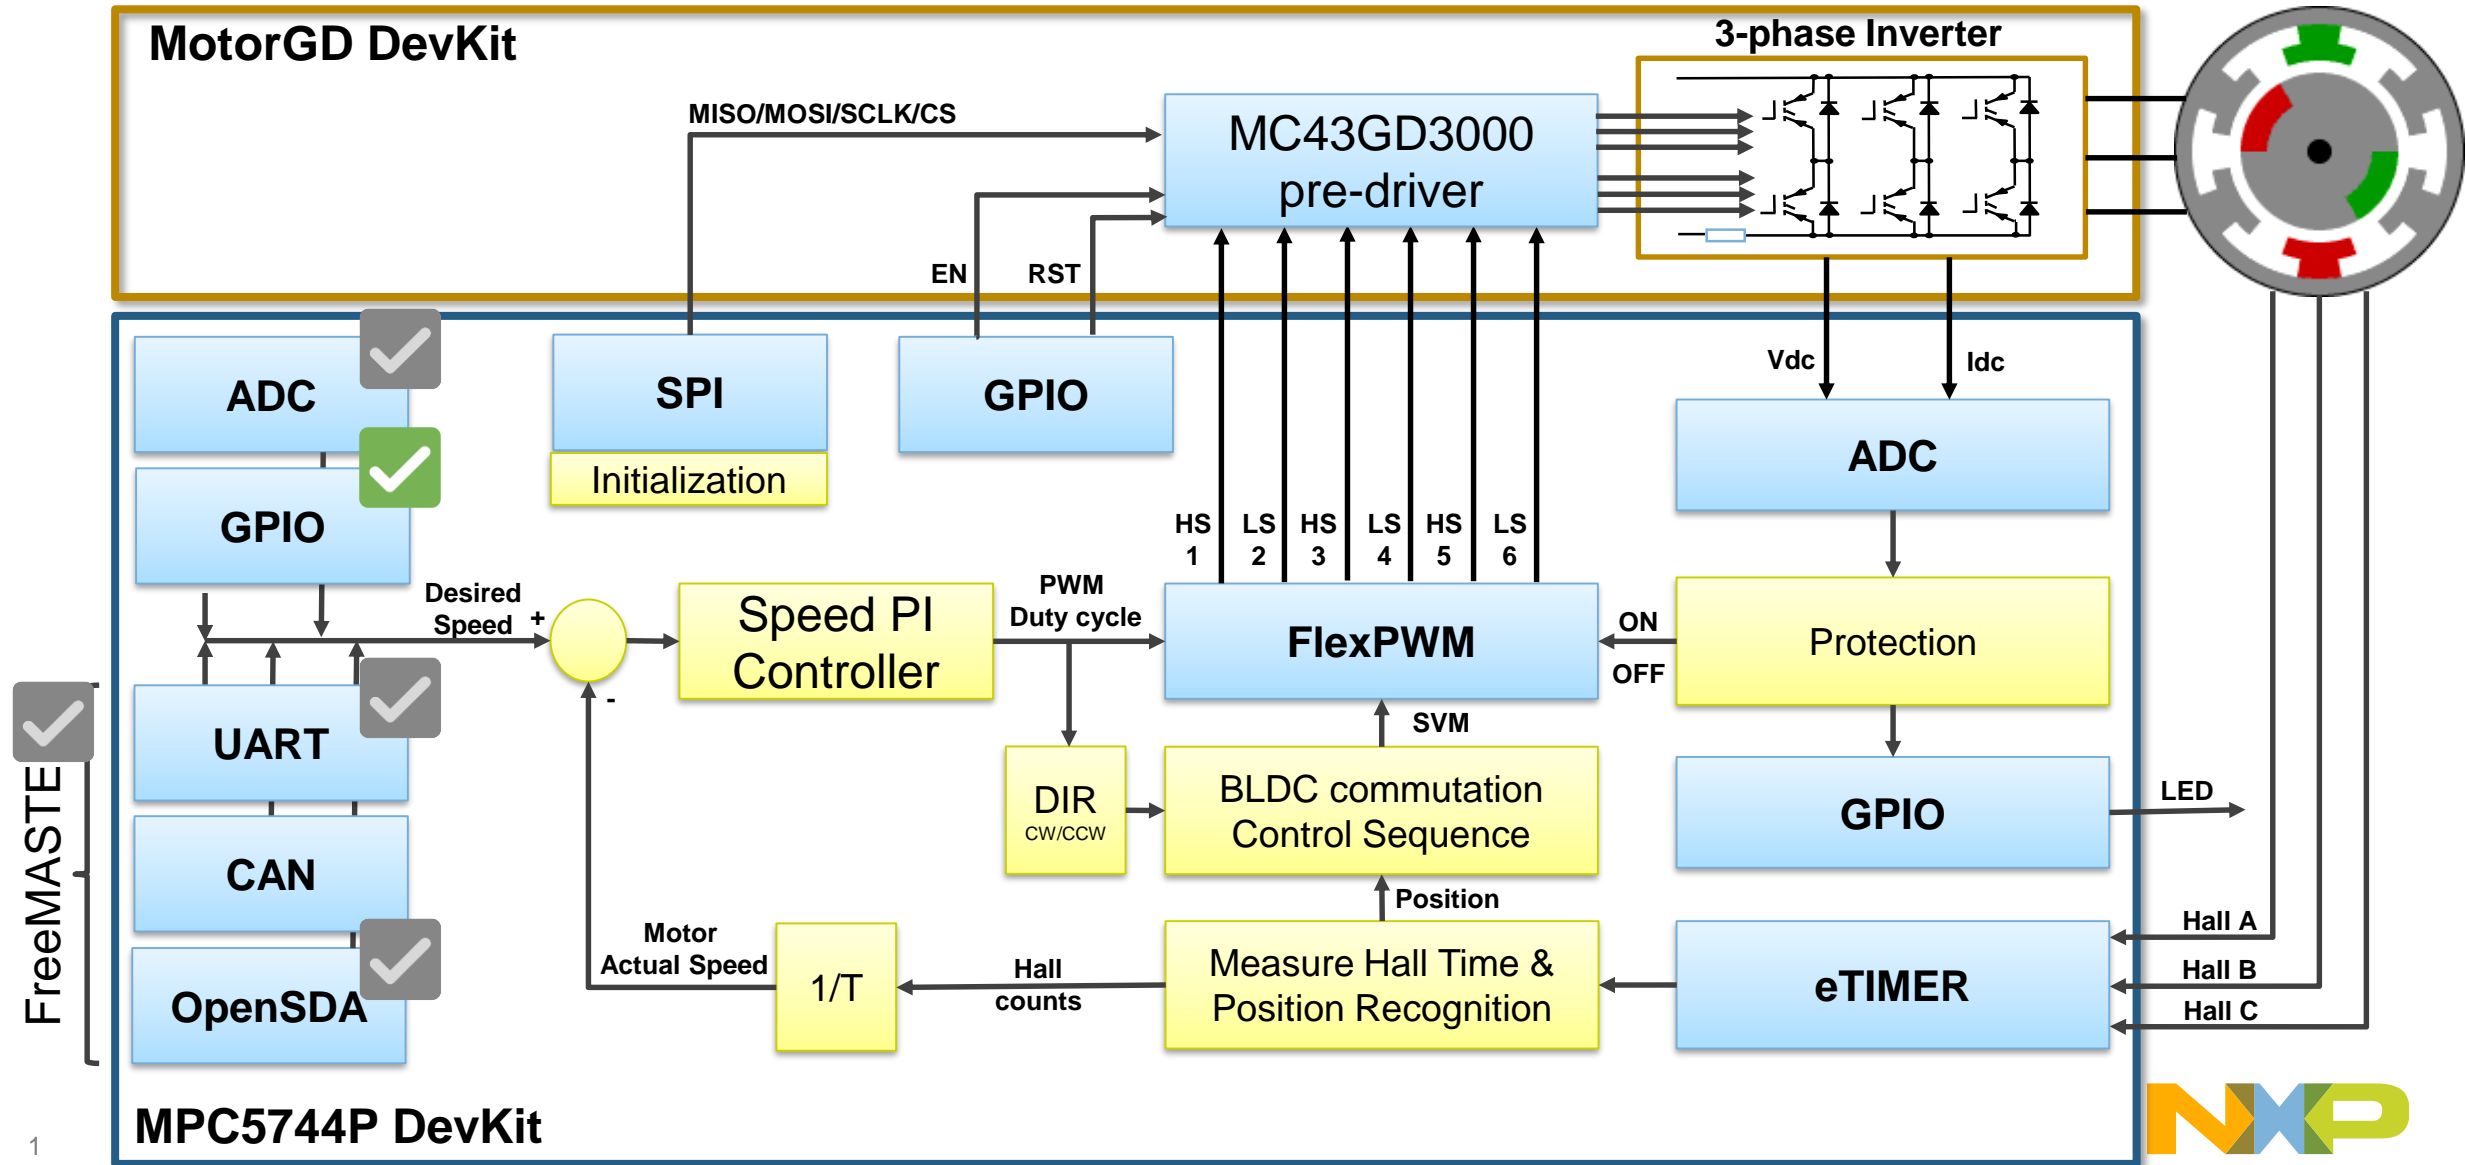 MotorGD DevKit
3-phase Inverter
MISO/MOSI/SCLK/CS
MC43GD3000
pre-driver
EN
RST
ADC
SPI
GPIO
Initialization
Vdc
Idc
ADC
GPIO
HS
1
LS
2
HS
3
LS
4
HS
5
LS
6
Desired
Speed
+
-
Speed PI
Controller
PWM
Duty cycle
FlexPWM
ON
OFF
Protection
SVM
UART
DIR
CW/CCW
BLDC commutation
Control Sequence
GPIO
LED
FreeMASTE
CAN
Position
Motor
Actual Speed
1/T
Hall
counts
Measure Hall Time &
Position Recognition
eTIMER
Hall A
Hall B
Hall C
OpenSDA
MPC5744P DevKit
1
NXP